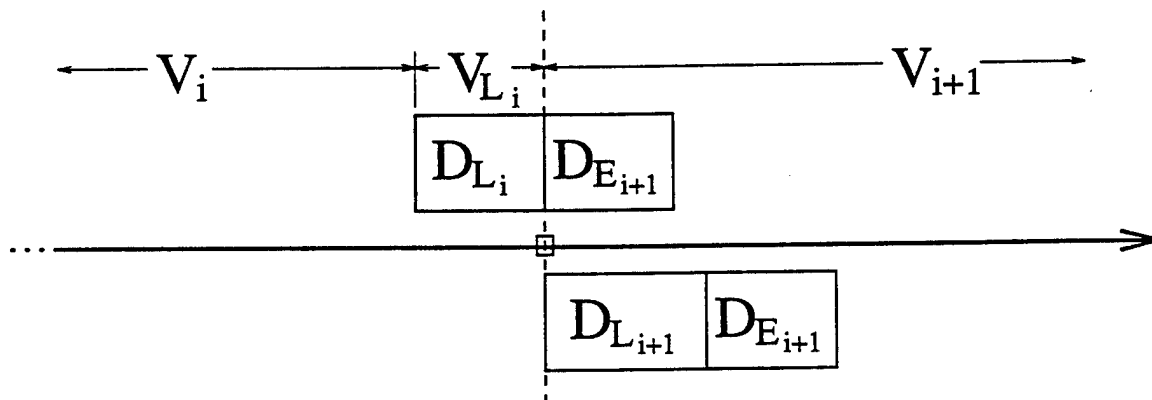 V_i V_{L_i} V_{i+1}
D_{L_i} D_{E_{i+1}}
...
D_{L_{i+1}} D_{E_{i+1}}